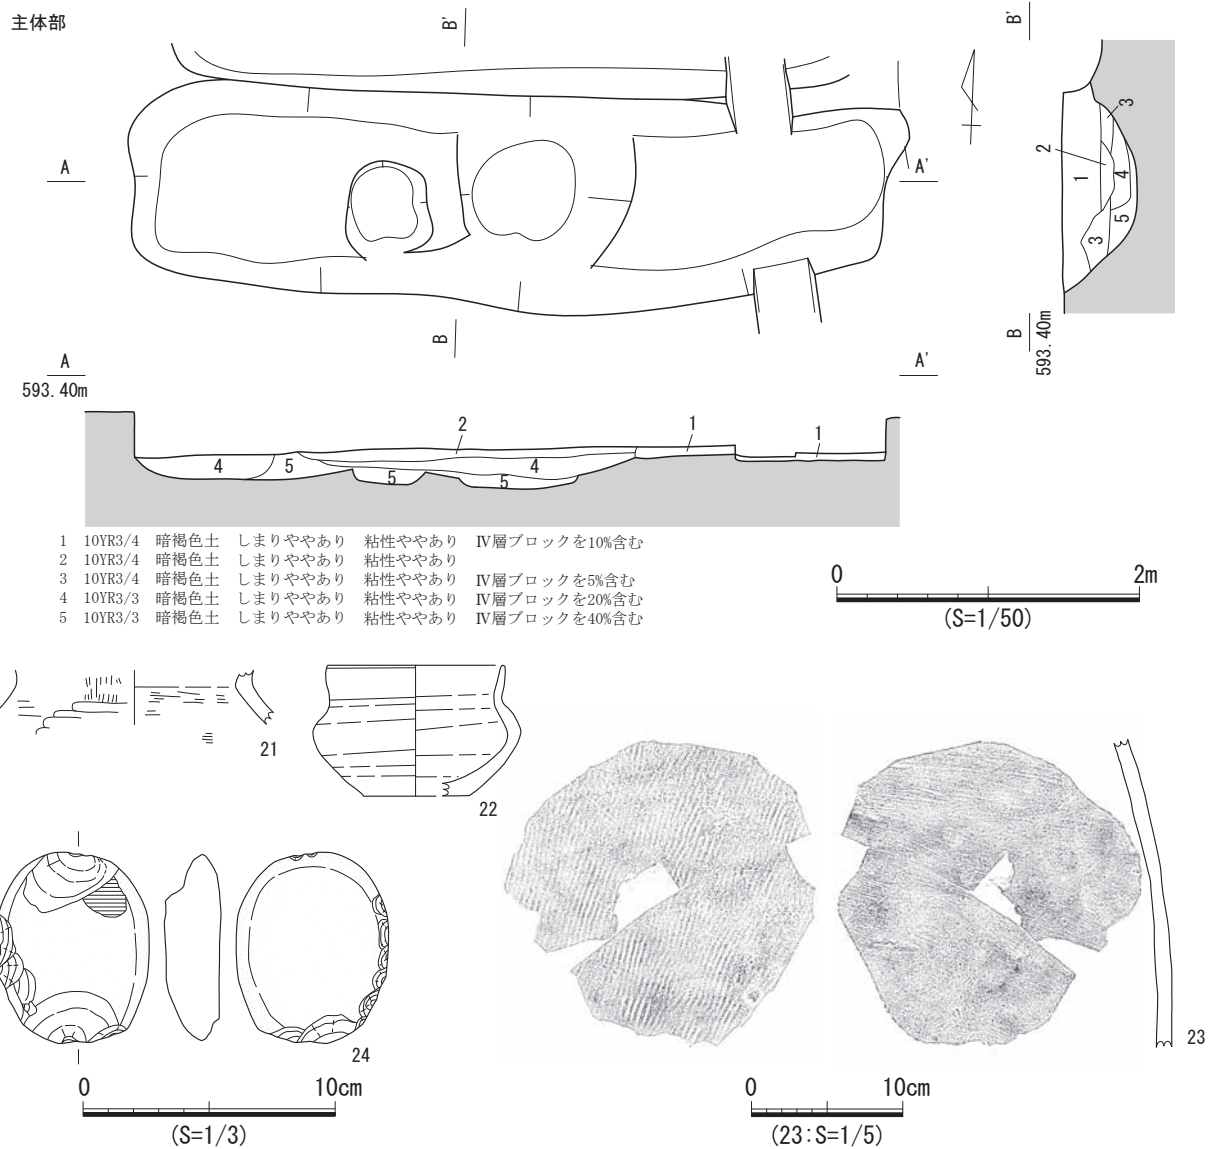 主体部
B'
B'
A
A'
3
2
1
4
5
3
B
B
593.40m
A
A'
593.40m
2
1
1
4
5
4
5
5
1 10YR3/4 暗褐色土 しまりややあり 粘性ややあり Ⅳ層ブロックを10%含む
2 10YR3/4 暗褐色土 しまりややあり 粘性ややあり
3 10YR3/4 暗褐色土 しまりややあり 粘性ややあり Ⅳ層ブロックを5%含む
4 10YR3/3 暗褐色土 しまりややあり 粘性ややあり Ⅳ層ブロックを20%含む
5 10YR3/3 暗褐色土 しまりややあり 粘性ややあり Ⅳ層ブロックを40%含む
0 2m
(S=1/50)
21
22
23
24
0 10cm
(S=1/3)
0 10cm
(23:S=1/5)